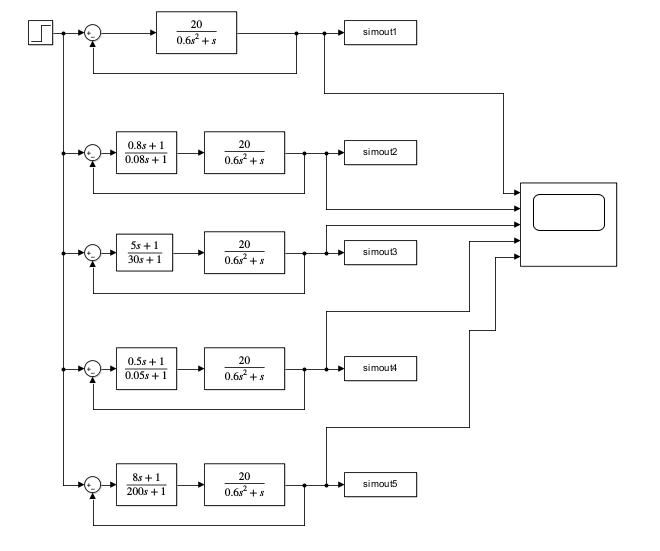 20
0.6s² + s
simout1
0.8s + 1
0.08s + 1
20
0.6s² + s
simout2
5s + 1
30s + 1
20
0.6s² + s
simout3
0.5s + 1
0.05s + 1
20
0.6s² + s
simout4
8s + 1
200s + 1
20
0.6s² + s
simout5